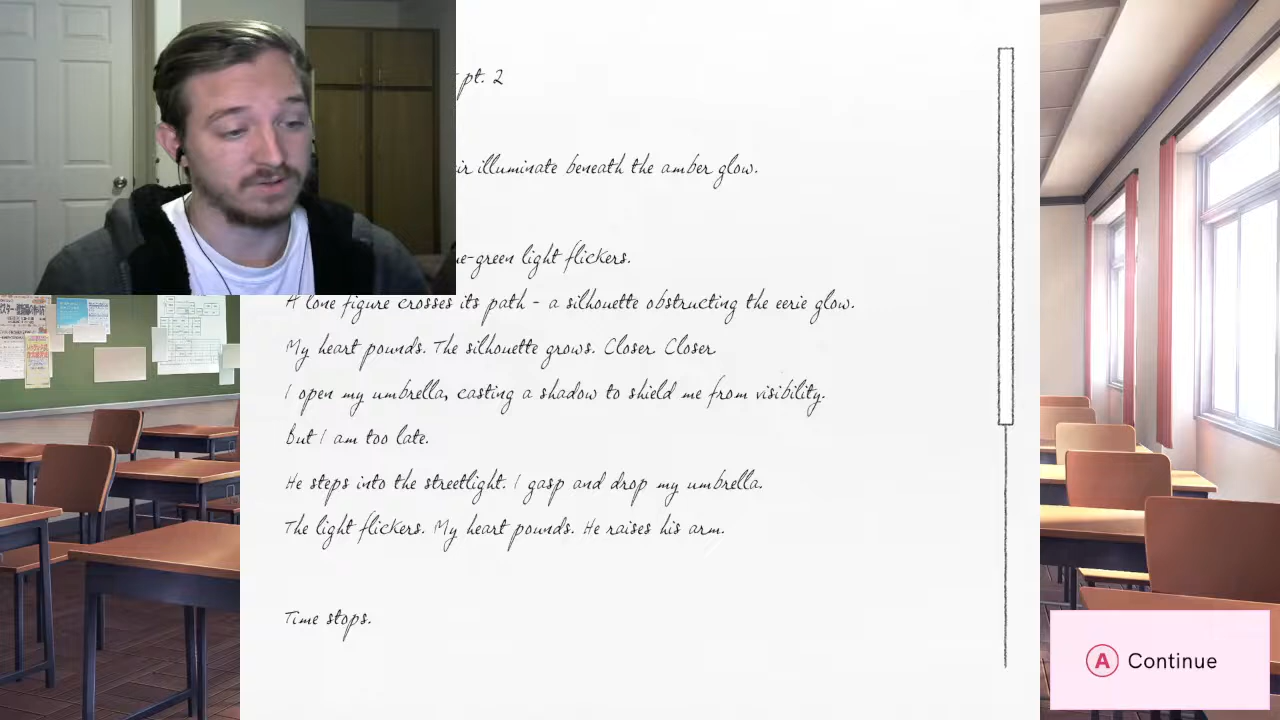 pt. 2
illuminate beneath the amber glow.
-green light flickers.
A lone figure crosses its path - a silhouette obstructing the eerie glow.
My heart pounds. The silhouette grows. Closer. Closer
I open my umbrella, casting a shadow to shield me from visibility.
But I am too late.
He steps into the streetlight. I gasp and drop my umbrella.
The light flickers. My heart pounds. He raises his arm.
Time stops.
A Continue